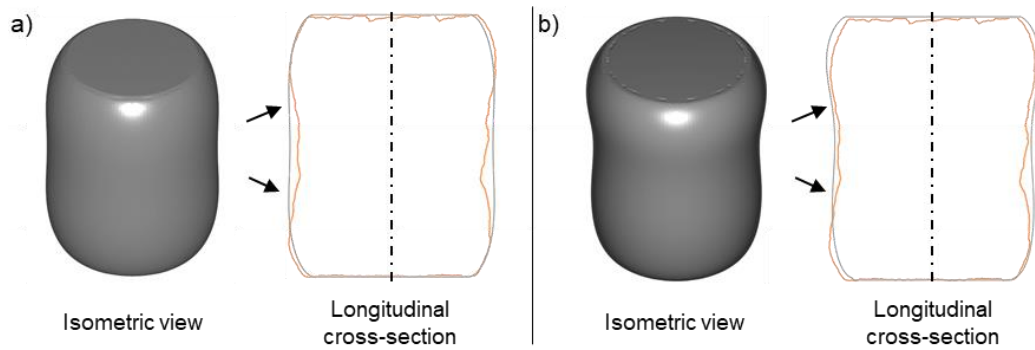 a)
Isometric view
Longitudinal
cross-section
b)
Isometric view
Longitudinal
cross-section